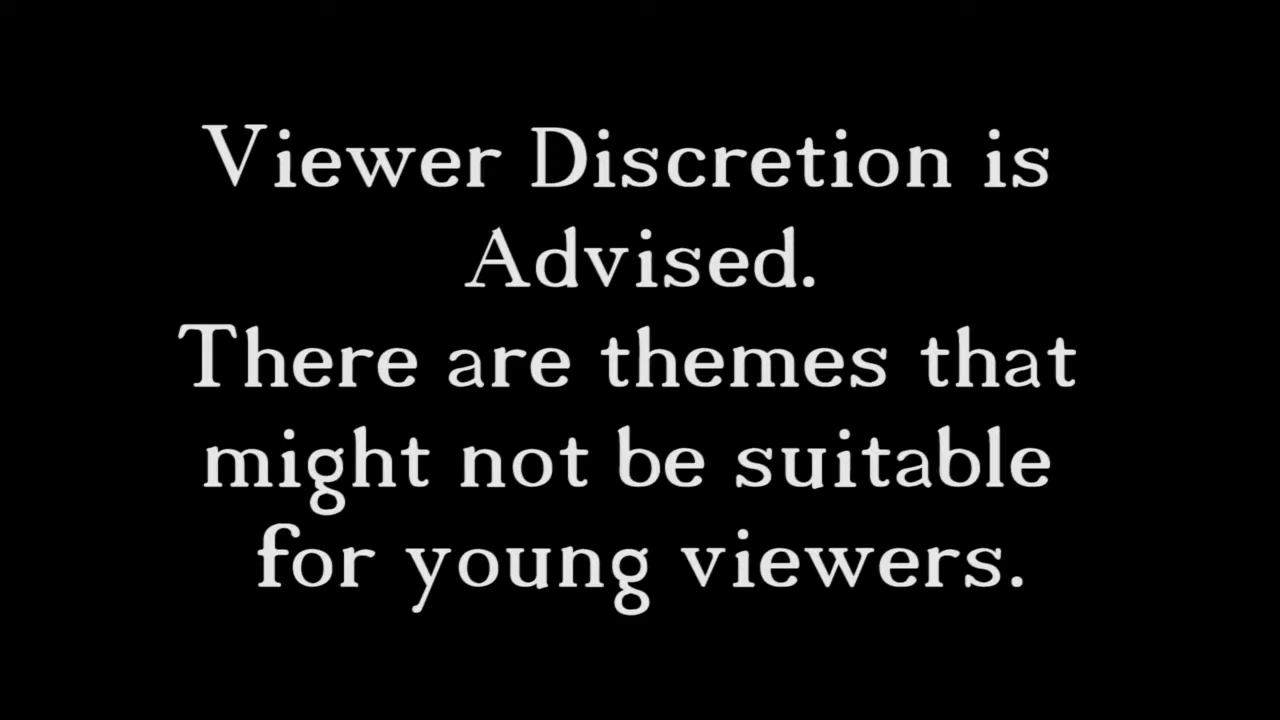 Viewer Discretion is
Advised.
There are themes that
might not be suitable
for young viewers.